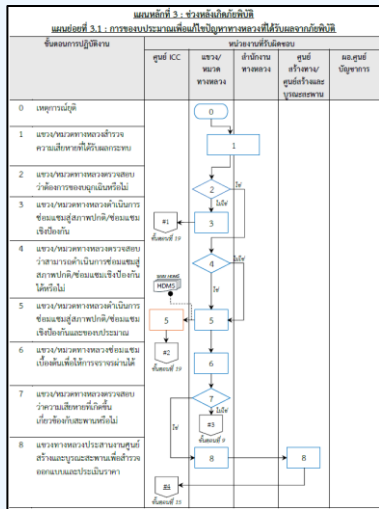 แผนหลักที่ 3 : ช่วงหลังเกิดภัยพิบัติ
แผนย่อยที่ 3.1 : การของบประมาณเพื่อแก้ไขปัญหาทางหลวงที่ได้รับผลจากภัยพิบัติ
ขั้นตอนการปฏิบัติงาน
หน่วยงานที่รับผิดชอบ
ศูนย์ ICC
แขวง/
หมวด
ทางหลวง
สำนักงาน
ทางหลวง
ศูนย์
สร้างทาง/
ศูนย์สร้างและ
บูรณะสะพาน
ผอ.ศูนย์
บัญชาการ
0 เหตุการณ์ยุติ
0
1 แขวง/หมวดทางหลวงสำรวจ
ความเสียหายที่ได้รับผลกระทบ
1
2 แขวง/หมวดทางหลวงตรวจสอบ
ว่าต้องการของบฉุกเฉินหรือไม่
2
ใช่
ไม่ใช่
3 แขวง/หมวดทางหลวงดำเนินการ
ซ่อมแซมสู่สภาพปกติ/ซ่อมแซม
เชิงป้องกัน
#1
ขั้นตอนที่ 19
3
4 แขวง/หมวดทางหลวงตรวจสอบ
ว่าสามารถดำเนินการซ่อมแซมสู่
สภาพปกติ/ซ่อมแซมเชิงป้องกัน
ได้หรือไม่
4
ไม่ใช่
ใช่
HDMS
5 แขวง/หมวดทางหลวงดำเนินการ
ซ่อมแซมสู่สภาพปกติ/ซ่อมแซม
เชิงป้องกันและของบประมาณ
5
5
#2
ขั้นตอนที่ 19
6 แขวง/หมวดทางหลวงซ่อมแซม
เบื้องต้นเพื่อให้การจราจรผ่านได้
6
7 แขวง/หมวดทางหลวงตรวจสอบ
ว่าความเสียหายที่เกิดขึ้น
เกี่ยวข้องกับสะพานหรือไม่
7
ไม่ใช่
ใช่
#3
ขั้นตอนที่ 9
8 แขวงทางหลวงประสานงานศูนย์
สร้างและบูรณะสะพานเพื่อสำรวจ
ออกแบบและประเมินราคา
8
8
#4